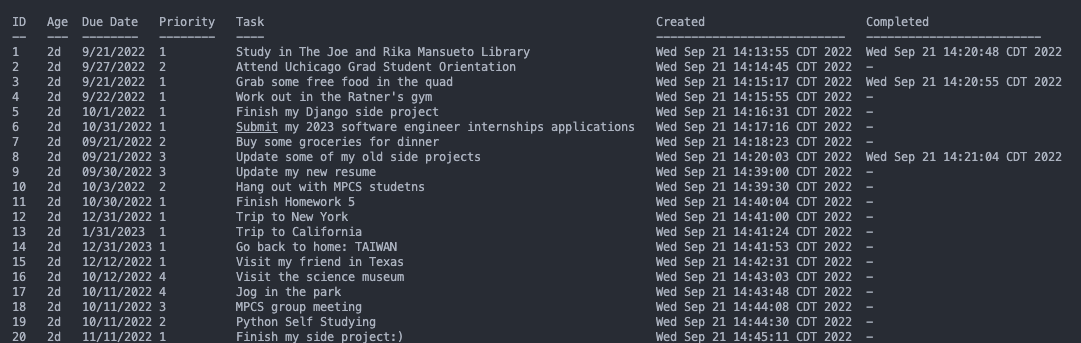 ID Age Due Date Priority Task Created Completed
—— ——— ———————— ———————— ———— ——————————————————————————— —————————————————————————
1 2d 9/21/2022 1 Study in The Joe and Rika Mansueto Library Wed Sep 21 14:13:55 CDT 2022 Wed Sep 21 14:20:48 CDT 2022
2 2d 9/27/2022 2 Attend Uchicago Grad Student Orientation Wed Sep 21 14:14:45 CDT 2022 –
3 2d 9/21/2022 1 Grab some free food in the quad Wed Sep 21 14:15:17 CDT 2022 Wed Sep 21 14:20:55 CDT 2022
4 2d 9/22/2022 1 Work out in the Ratner's gym Wed Sep 21 14:15:55 CDT 2022 –
5 2d 10/1/2022 1 Finish my Django side project Wed Sep 21 14:16:31 CDT 2022 –
6 2d 10/31/2022 1 Submit my 2023 software engineer internships applications Wed Sep 21 14:17:16 CDT 2022 –
7 2d 09/21/2022 2 Buy some groceries for dinner Wed Sep 21 14:18:23 CDT 2022 –
8 2d 09/21/2022 3 Update some of my old side projects Wed Sep 21 14:20:03 CDT 2022 Wed Sep 21 14:21:04 CDT 2022
9 2d 09/30/2022 3 Update my new resume Wed Sep 21 14:39:00 CDT 2022 –
10 2d 10/3/2022 2 Hang out with MPCS studetns Wed Sep 21 14:39:30 CDT 2022 –
11 2d 10/30/2022 1 Finish Homework 5 Wed Sep 21 14:40:04 CDT 2022 –
12 2d 12/31/2022 1 Trip to New York Wed Sep 21 14:41:00 CDT 2022 –
13 2d 1/31/2023 1 Trip to California Wed Sep 21 14:41:24 CDT 2022 –
14 2d 12/31/2023 1 Go back to home: TAIWAN Wed Sep 21 14:41:53 CDT 2022 –
15 2d 12/12/2022 1 Visit my friend in Texas Wed Sep 21 14:42:31 CDT 2022 –
16 2d 10/12/2022 4 Visit the science museum Wed Sep 21 14:43:03 CDT 2022 –
17 2d 10/11/2022 4 Jog in the park Wed Sep 21 14:43:48 CDT 2022 –
18 2d 10/11/2022 3 MPCS group meeting Wed Sep 21 14:44:08 CDT 2022 –
19 2d 10/11/2022 2 Python Self Studying Wed Sep 21 14:44:30 CDT 2022 –
20 2d 11/11/2022 1 Finish my side project:) Wed Sep 21 14:45:11 CDT 2022 –